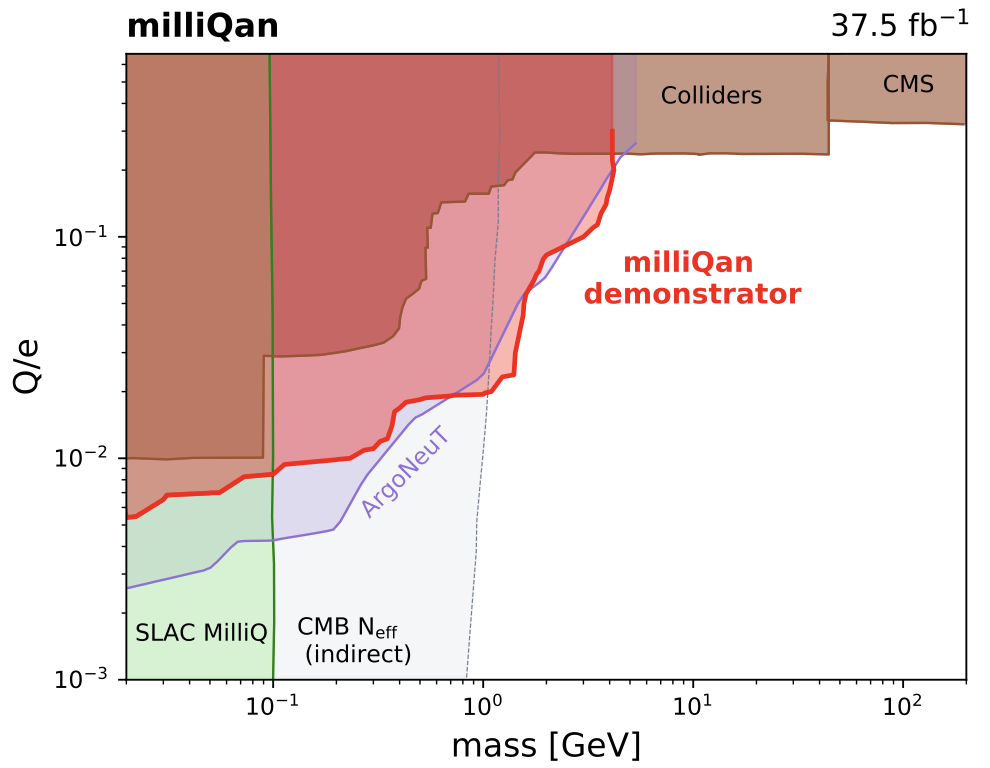 milliQan
37.5 fb⁻¹
Colliders
CMS
milliQan
demonstrator
ArgoNeuT
SLAC MilliQ
CMB N_eff
(indirect)
10⁻¹
10⁻²
10⁻³
Q/e
10⁻¹
10⁰
10¹
10²
mass [GeV]